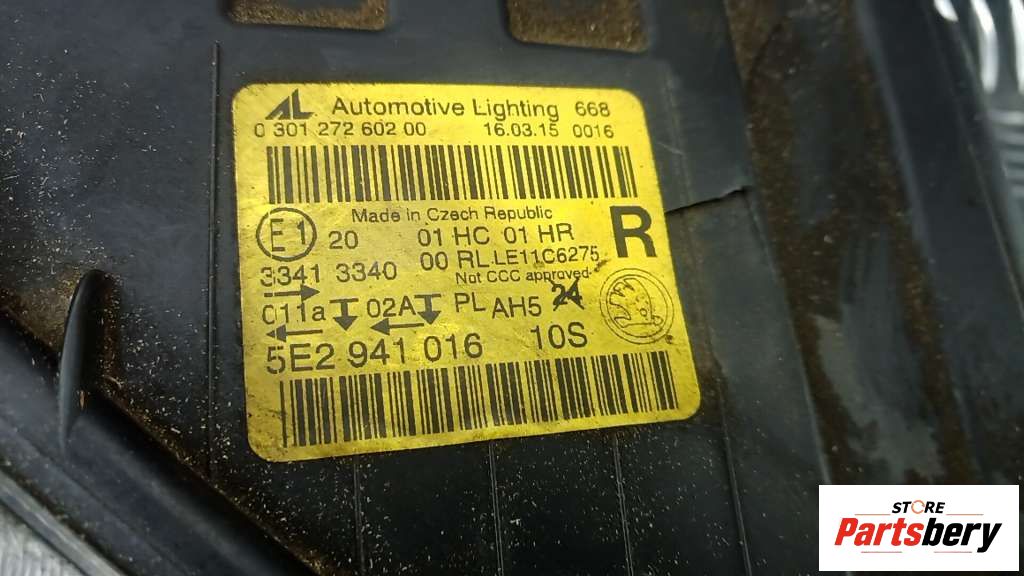 AL Automotive Lighting 668
0 301 272 602 00 16.03.15 0016
Made in Czech Republic
E1 20 01 HC 01 HR R
3341 3340 00 RL.LE11C6275
Not CCC approved
011a 02A PL AH5 24
5E2 941 016 10S
STORE
Partsbery